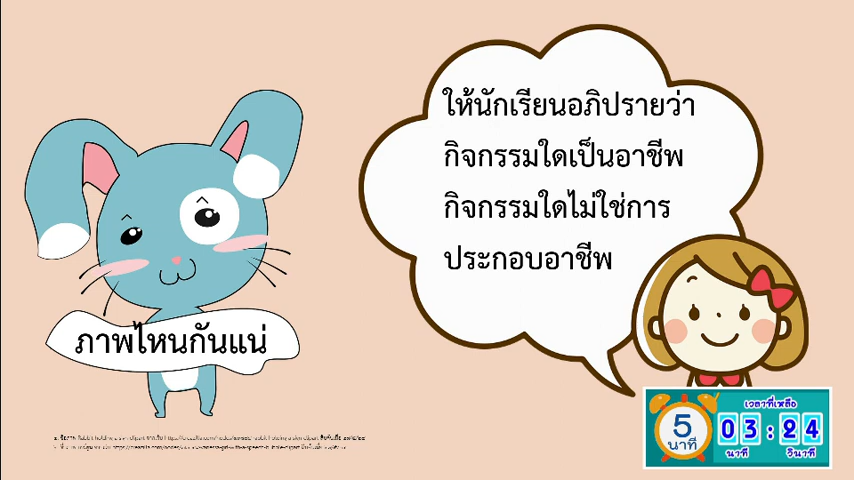 ให้นักเรียนอภิปรายว่า
กิจกรรมใดเป็นอาชีพ
กิจกรรมใดไม่ใช่การ
ประกอบอาชีพ
ภาพไหนกันแน่
เวลาที่เหลือ
5
นาที
03:24
นาที วินาที